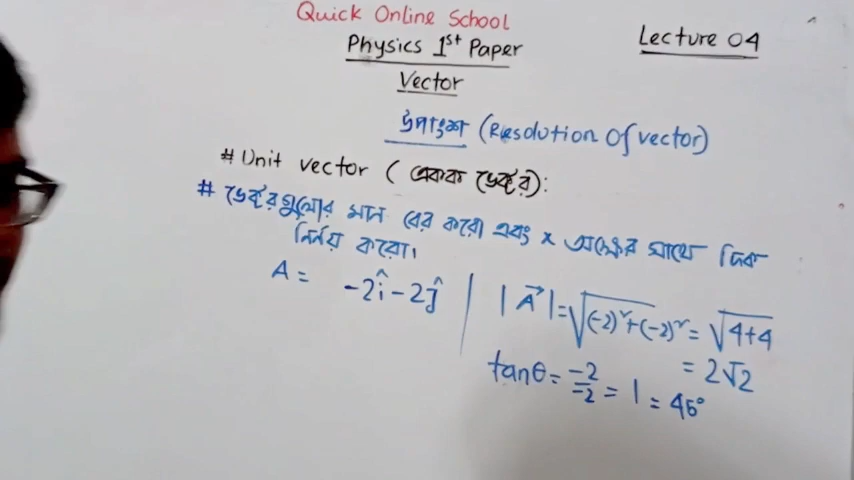 Quick Online School
Physics 1st Paper
Lecture 04
Vector
উপাংশ (Resolution Of vector)
# Unit vector ( একক ভেক্টর):
# ভেক্টরগুলোর মান বের করো এবং x অক্ষের সাথে দিক
নির্নয় করো।
A = -2î - 2ĵ
|A⃗| = √(-2)² + (-2)² = √4+4
= 2√2
tanθ = -2/-2 = 1 = 45°